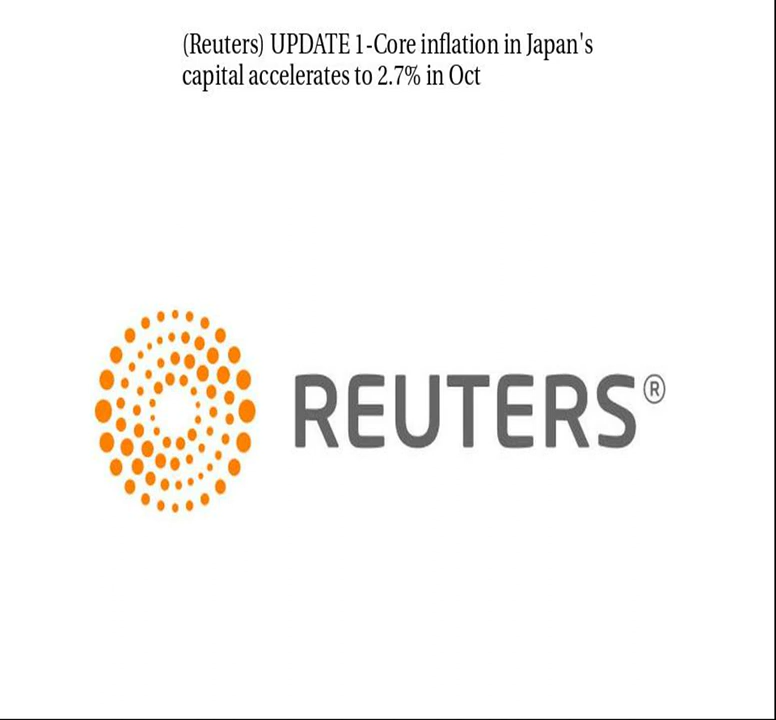 (Reuters) UPDATE 1-Core inflation in Japan's
capital accelerates to 2.7% in Oct
REUTERS®